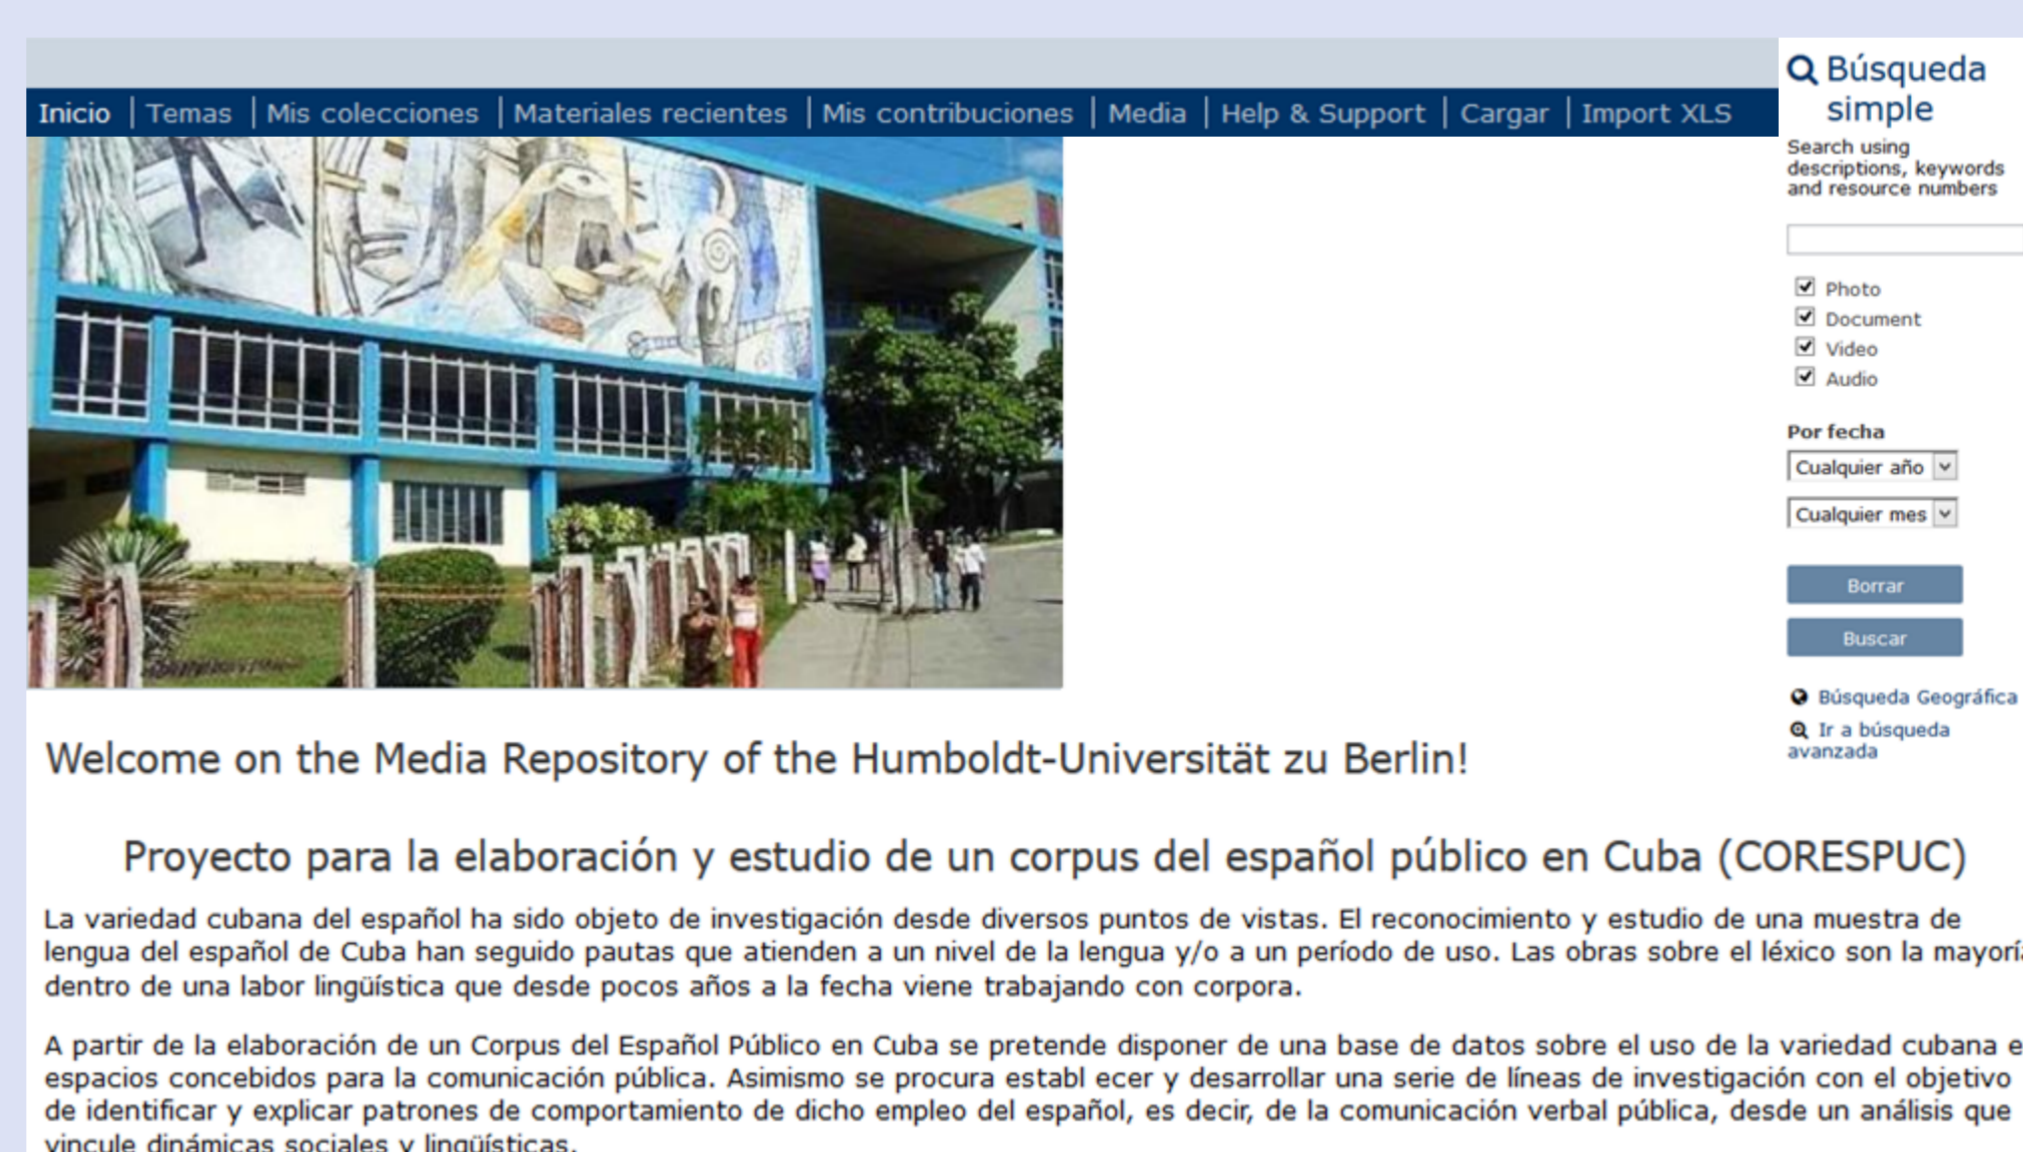 Inicio | Temas | Mis colecciones | Materiales recientes | Mis contribuciones | Media | Help & Support | Cargar | Import XLS
Búsqueda
simple
Search using
descriptions, keywords
and resource numbers
Photo
Document
Video
Audio
Por fecha
Cualquier año
Cualquier mes
Borrar
Buscar
Búsqueda Geográfica
Ir a búsqueda
avanzada
Welcome on the Media Repository of the Humboldt-Universität zu Berlin!
Proyecto para la elaboración y estudio de un corpus del español público en Cuba (CORESPUC)
La variedad cubana del español ha sido objeto de investigación desde diversos puntos de vistas. El reconocimiento y estudio de una muestra de
lengua del español de Cuba han seguido pautas que atienden a un nivel de la lengua y/o a un período de uso. Las obras sobre el léxico son la mayoría
dentro de una labor lingüística que desde pocos años a la fecha viene trabajando con corpora.
A partir de la elaboración de un Corpus del Español Público en Cuba se pretende disponer de una base de datos sobre el uso de la variedad cubana e
espacios concebidos para la comunicación pública. Asimismo se procura establ ecer y desarrollar una serie de líneas de investigación con el objetivo
de identificar y explicar patrones de comportamiento de dicho empleo del español, es decir, de la comunicación verbal pública, desde un análisis que
vincule dinámicas sociales y lingüísticas.